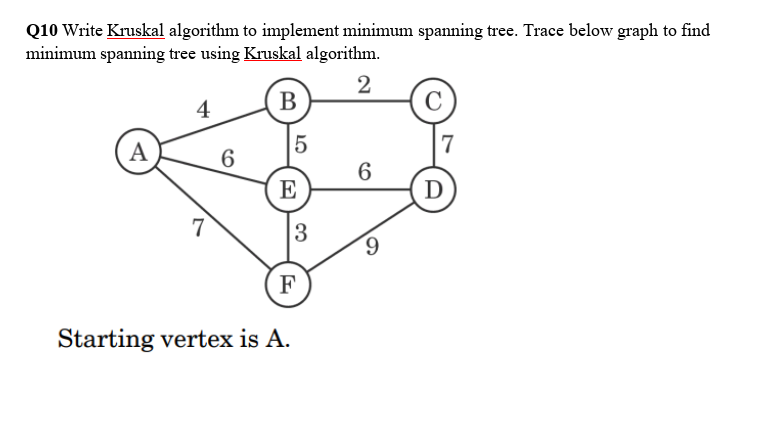 Q10 Write Kruskal algorithm to implement minimum spanning tree. Trace below graph to find
minimum spanning tree using Kruskal algorithm.
2
4 B C
A 6 5 7
6
E D
7 3
9
F
Starting vertex is A.